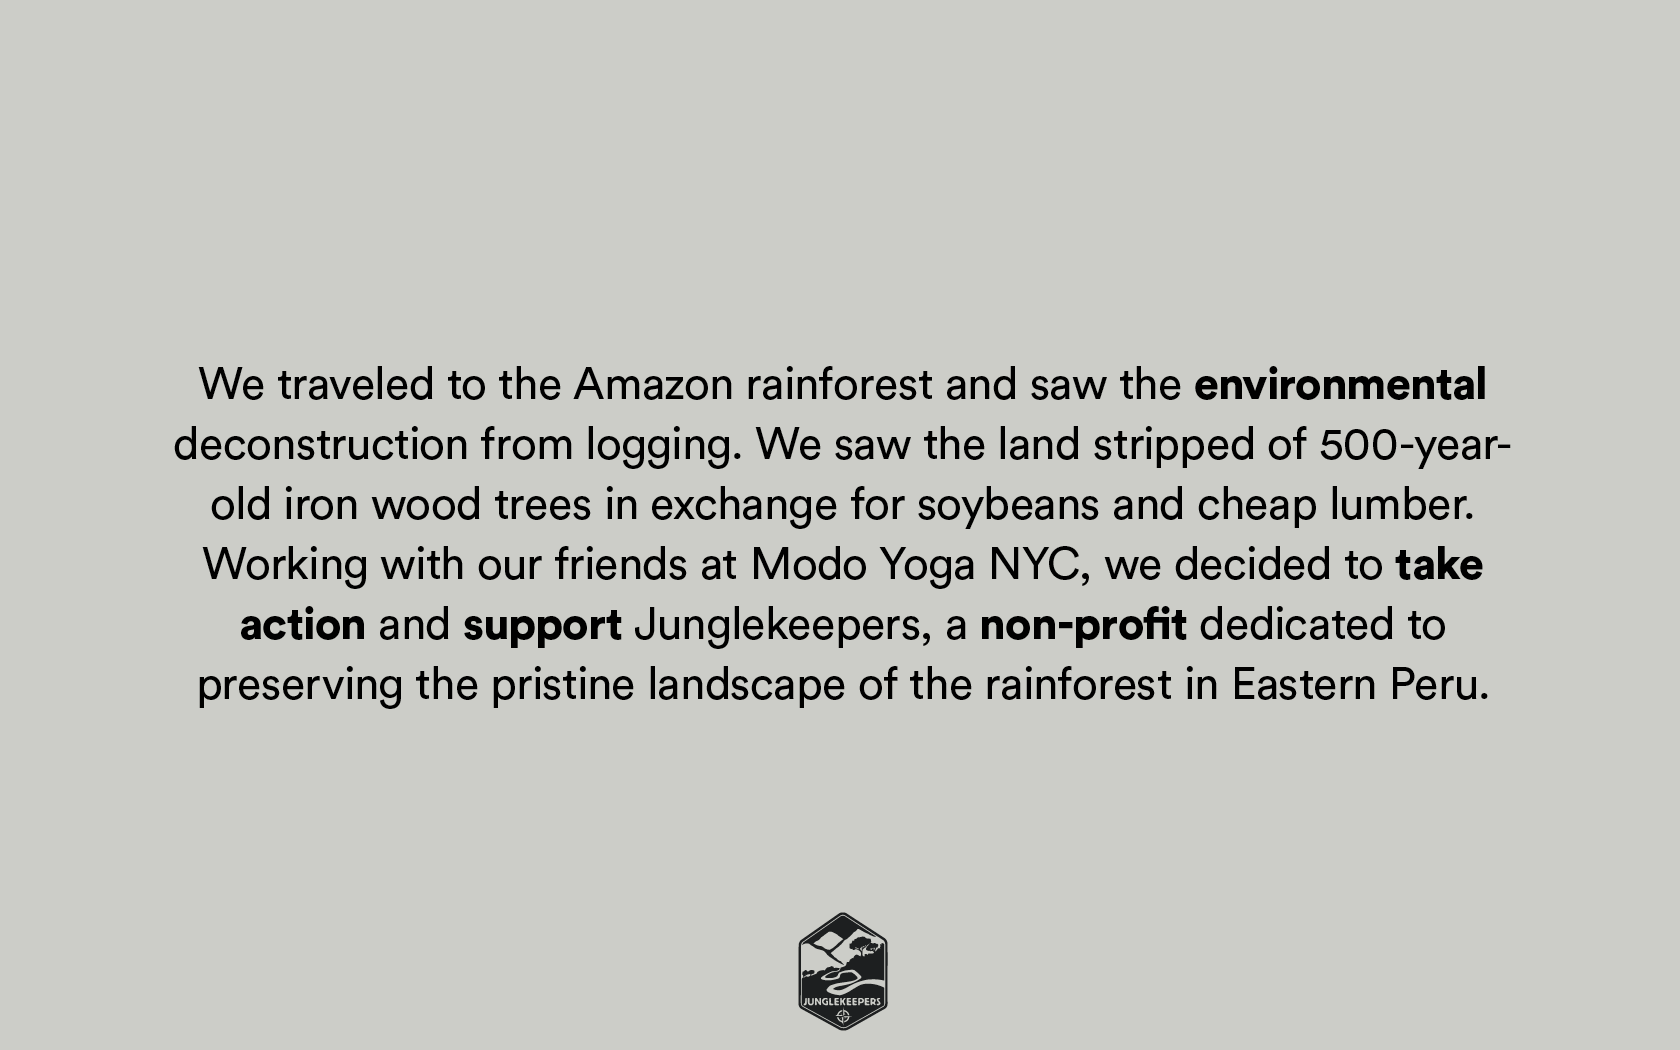 We traveled to the Amazon rainforest and saw the environmental
deconstruction from logging. We saw the land stripped of 500-year-
old iron wood trees in exchange for soybeans and cheap lumber.
Working with our friends at Modo Yoga NYC, we decided to take
action and support Junglekeepers, a non-profit dedicated to
preserving the pristine landscape of the rainforest in Eastern Peru.
JUNGLEKEEPERS